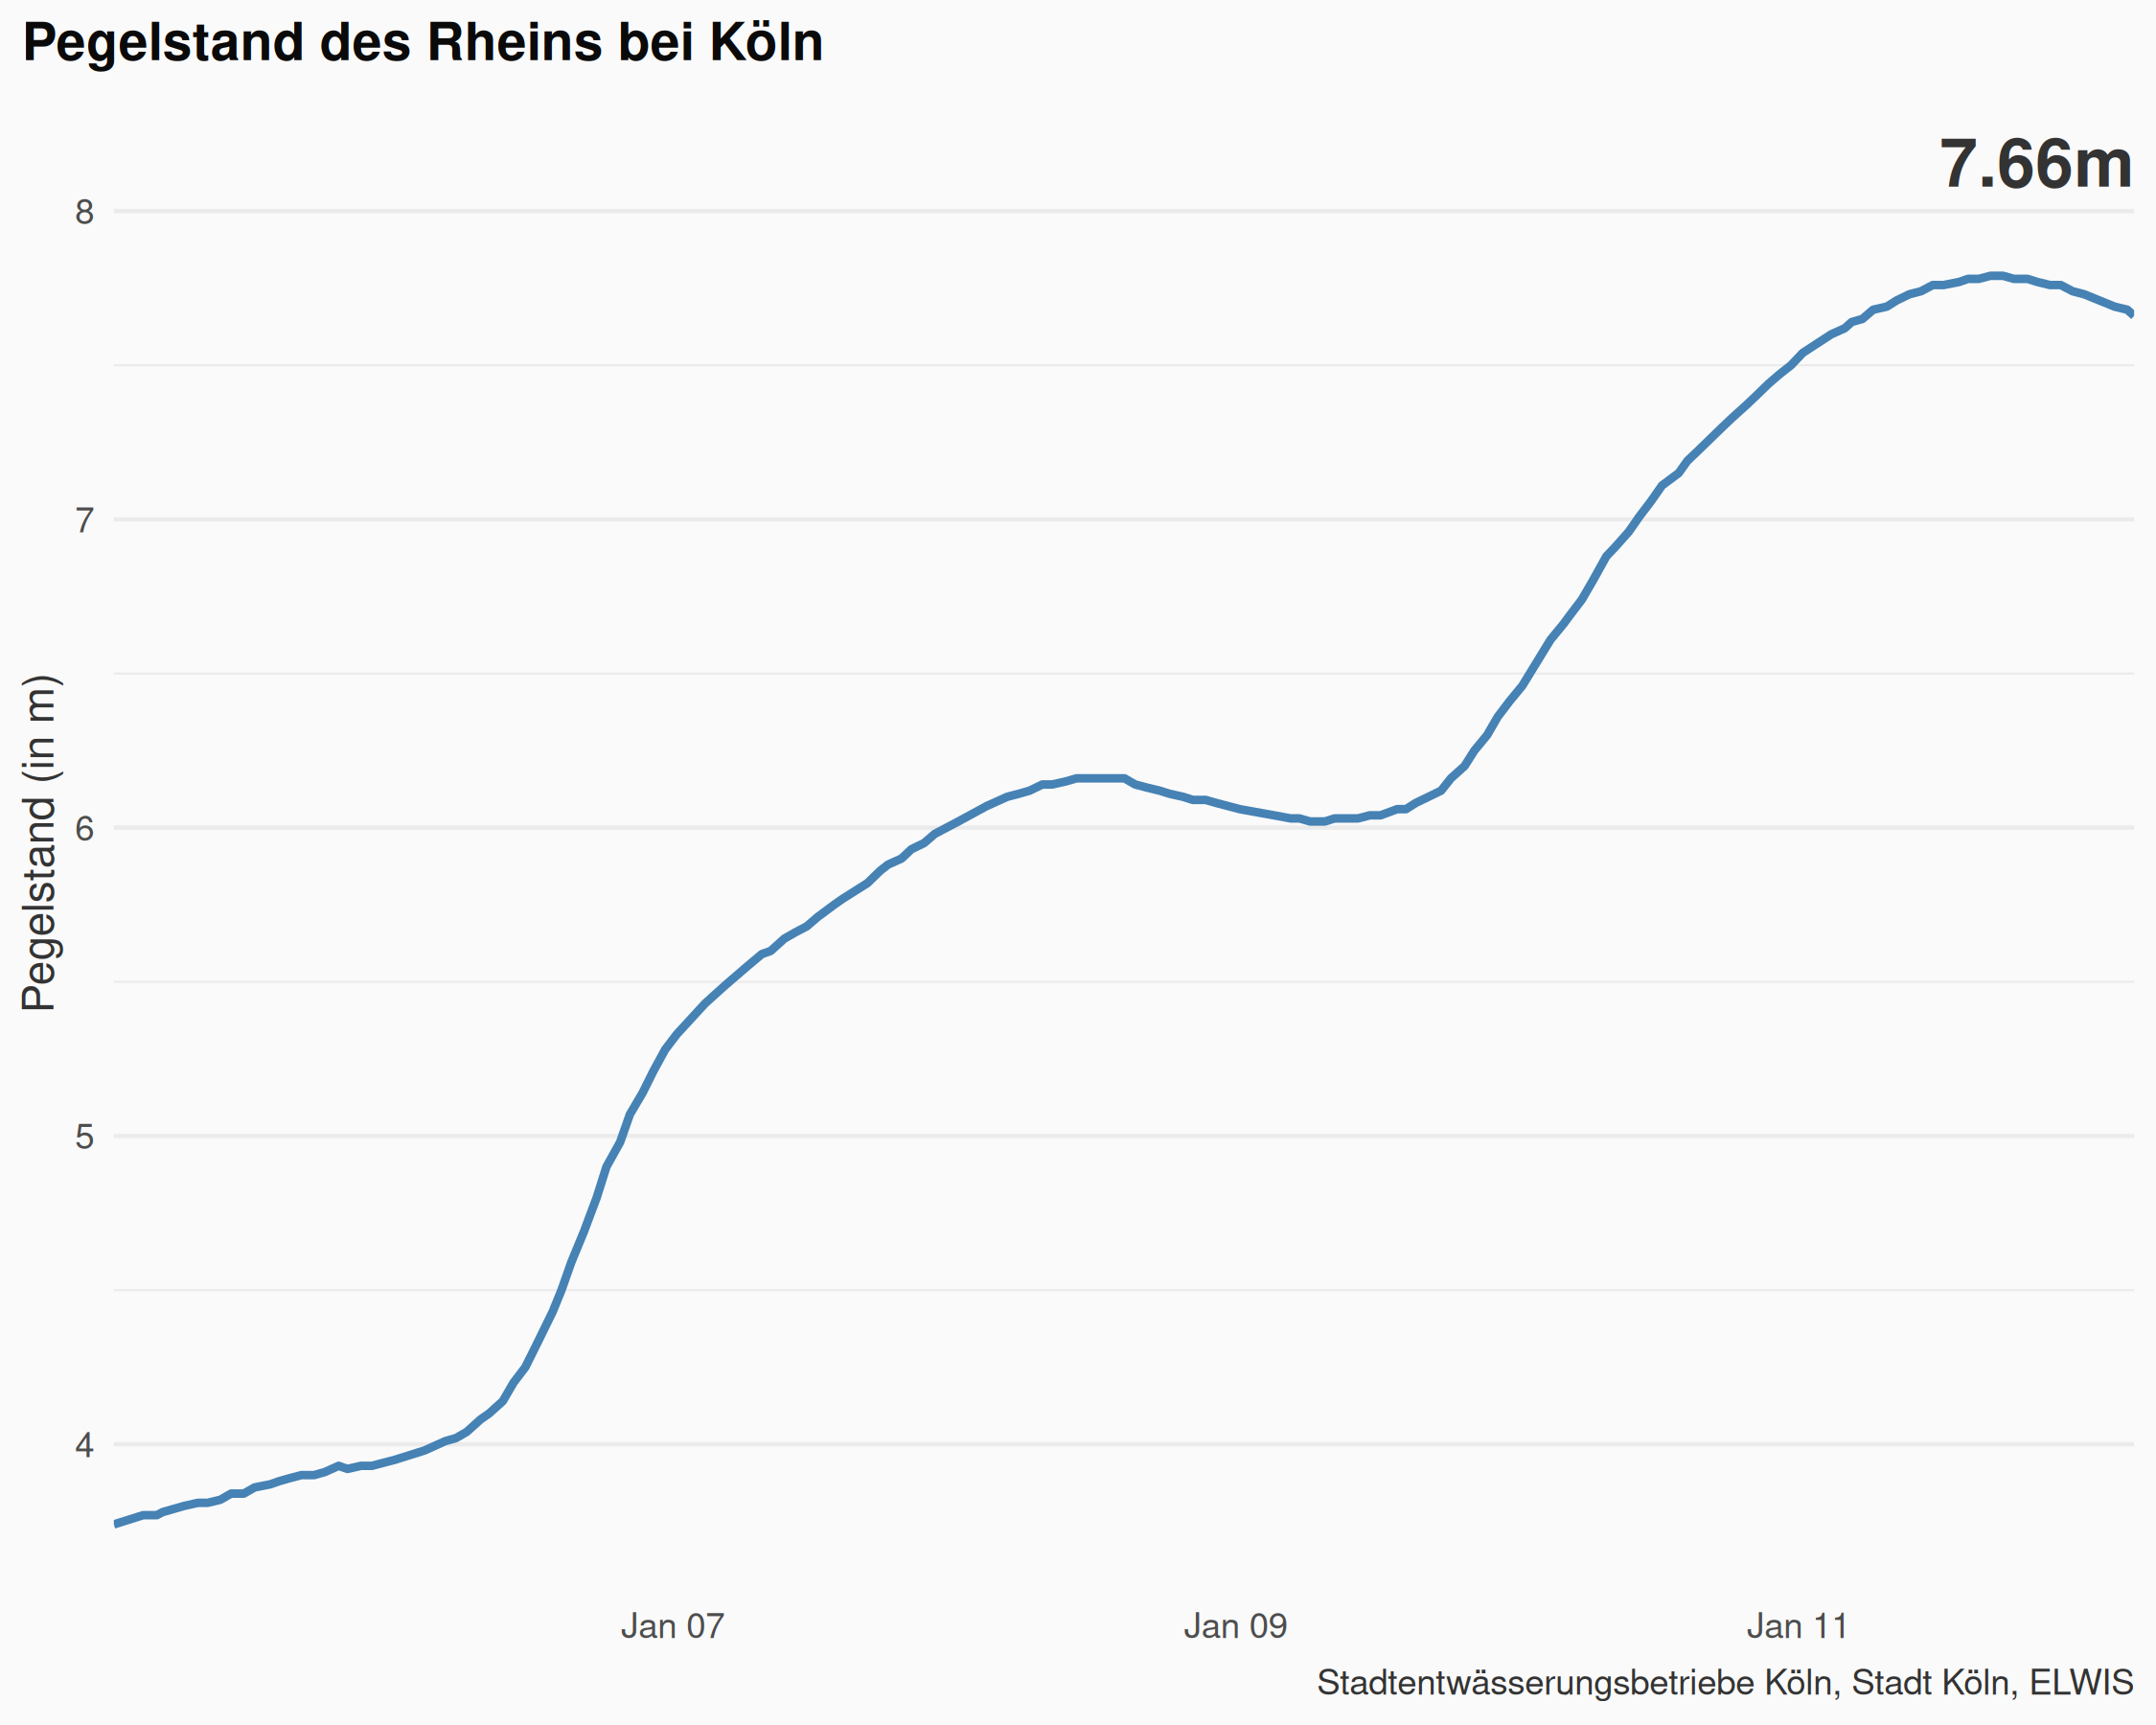 Pegelstand des Rheins bei Köln
7.66m
8
7
6
5
4
Pegelstand (in m)
Jan 07 Jan 09 Jan 11
Stadtentwässerungsbetriebe Köln, Stadt Köln, ELWIS